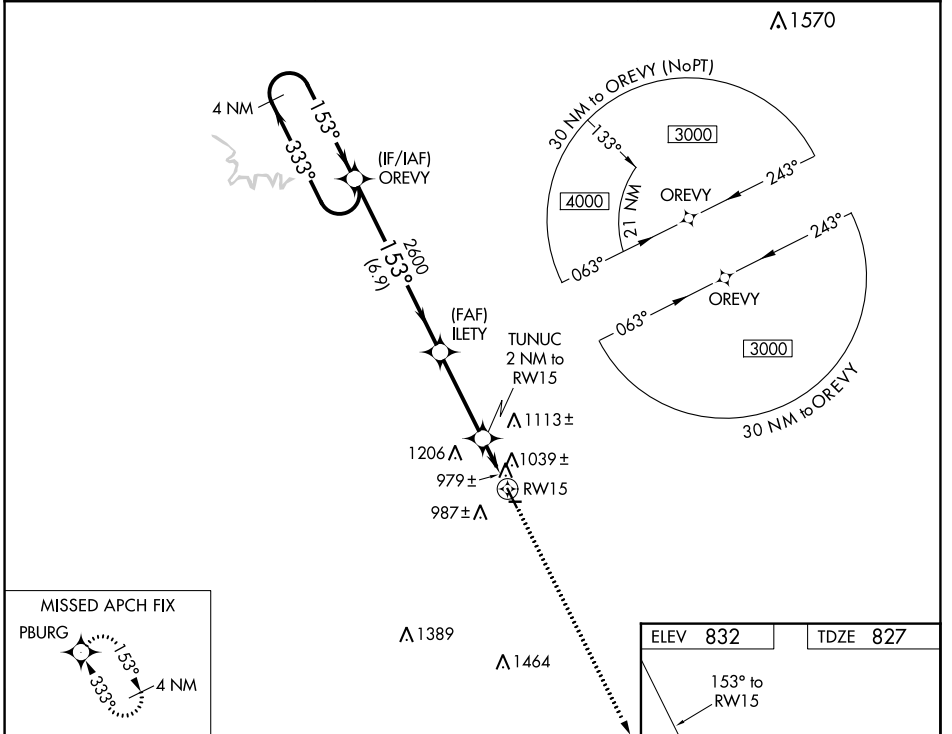 1570
4 NM
153°
333°
(IF/IAF)
OREVY
2600
153°
(6.9)
(FAF)
ILETY
TUNUC
2 NM to
RW15
1113±
1206
1039±
979±
RW15
987±
1389
1464
30 NM to OREVY (NoPT)
133°
3000
4000
21 NM
OREVY
243°
063°
243°
OREVY
063°
3000
30 NM to OREVY
MISSED APCH FIX
PBURG
153°
333°
4 NM
ELEV 832
TDZE 827
153° to
RW15